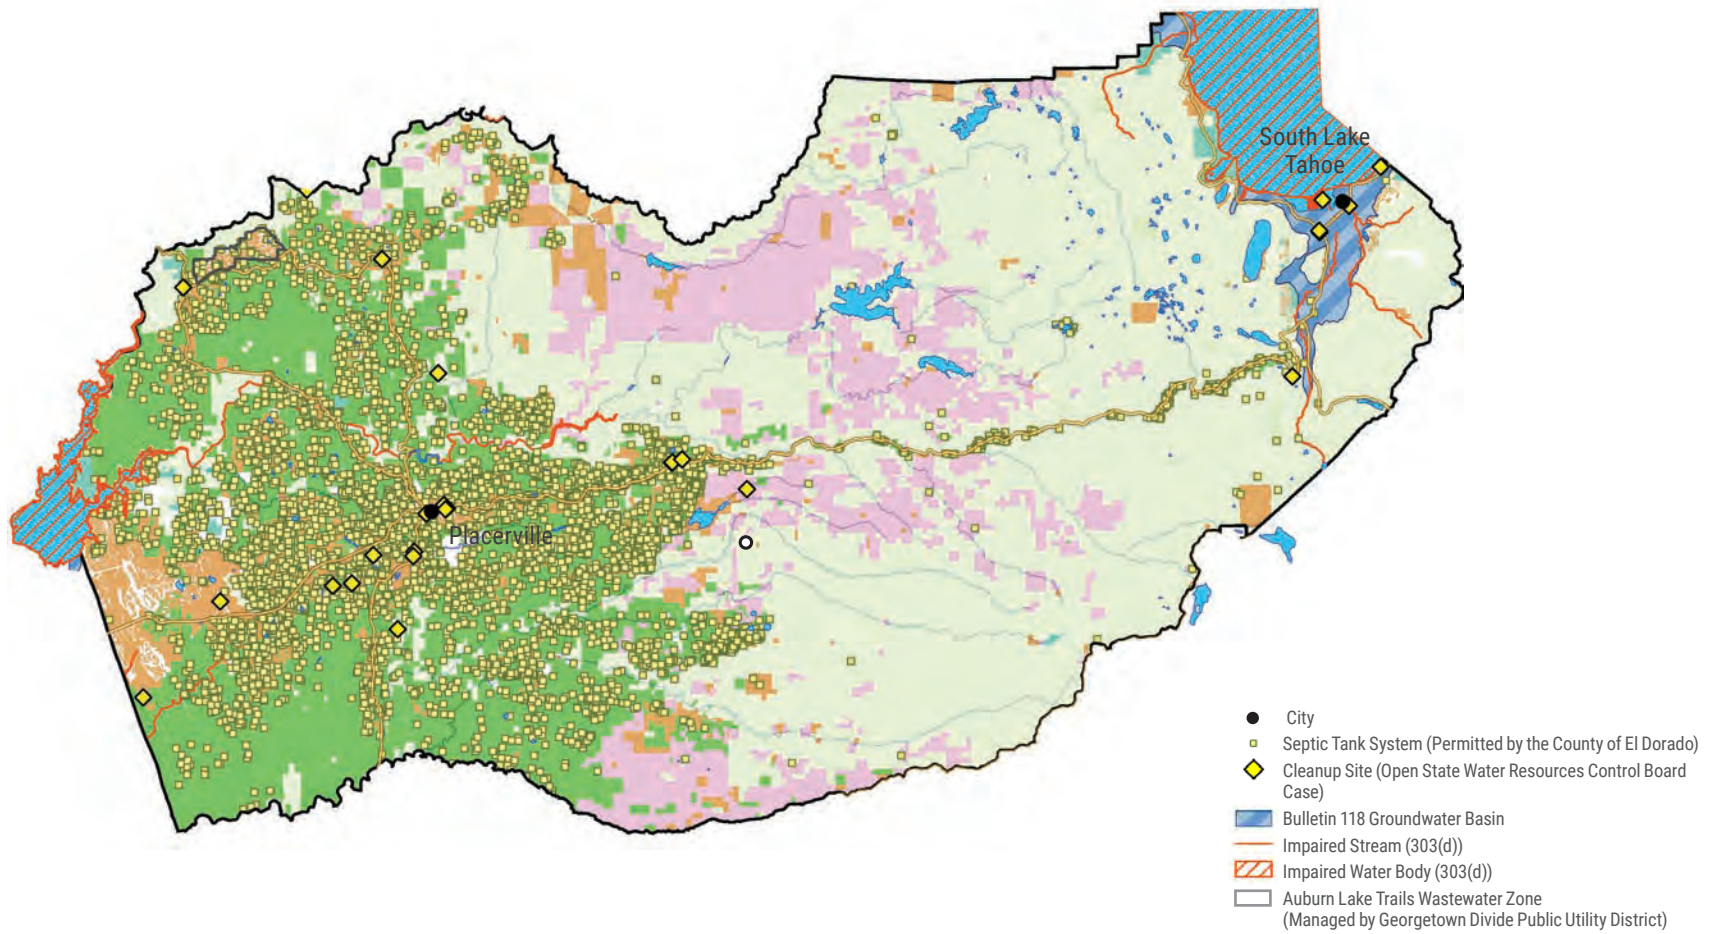 South Lake
Tahoe
Placerville
City
Septic Tank System (Permitted by the County of El Dorado)
Cleanup Site (Open State Water Resources Control Board
Case)
Bulletin 118 Groundwater Basin
Impaired Stream (303(d))
Impaired Water Body (303(d))
Auburn Lake Trails Wastewater Zone
(Managed by Georgetown Divide Public Utility District)